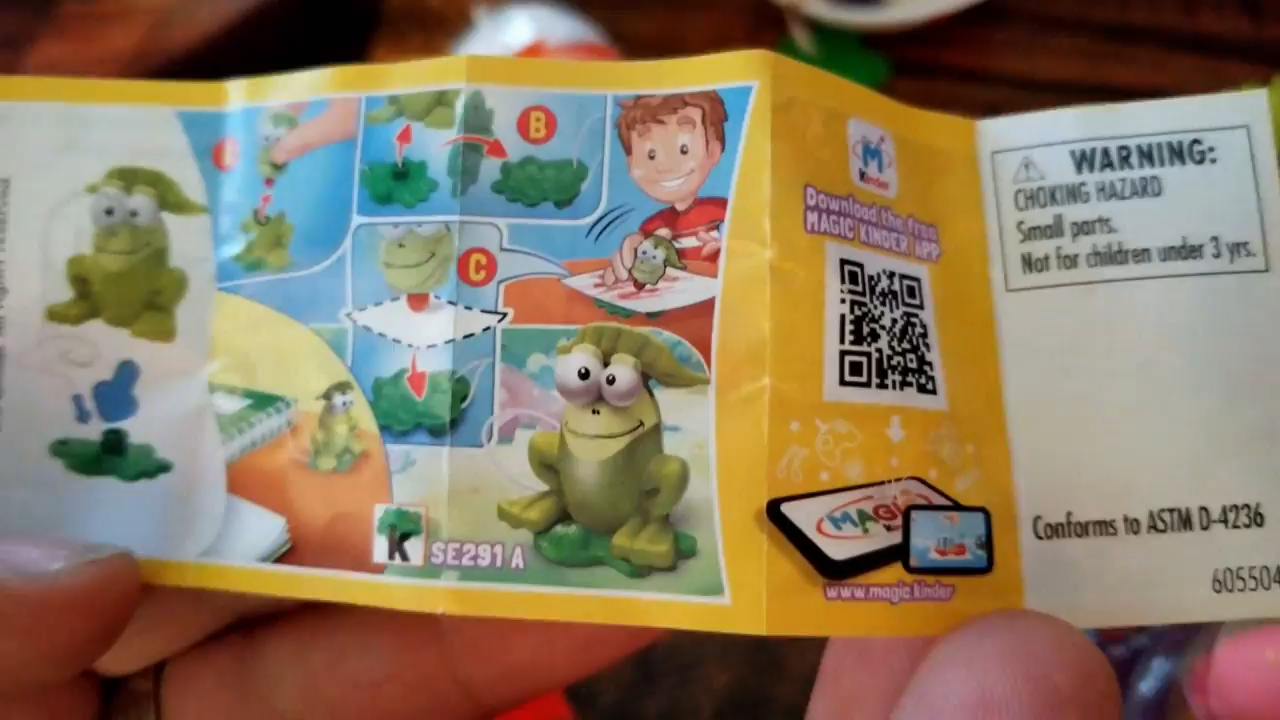 B
C
K
SE291 A
M
Kinder
Download the free
MAGIC KINDER APP
MAGIC
www.magic.kinder
WARNING:
CHOKING HAZARD
Small parts.
Not for children under 3 yrs.
Conforms to ASTM D-4236
605504